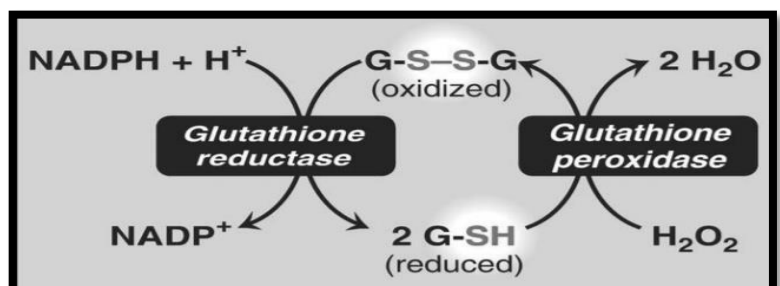 NADPH + H⁺
G-S–S-G
(oxidized)
2 H₂O
Glutathione
reductase
Glutathione
peroxidase
NADP⁺
2 G-SH
(reduced)
H₂O₂